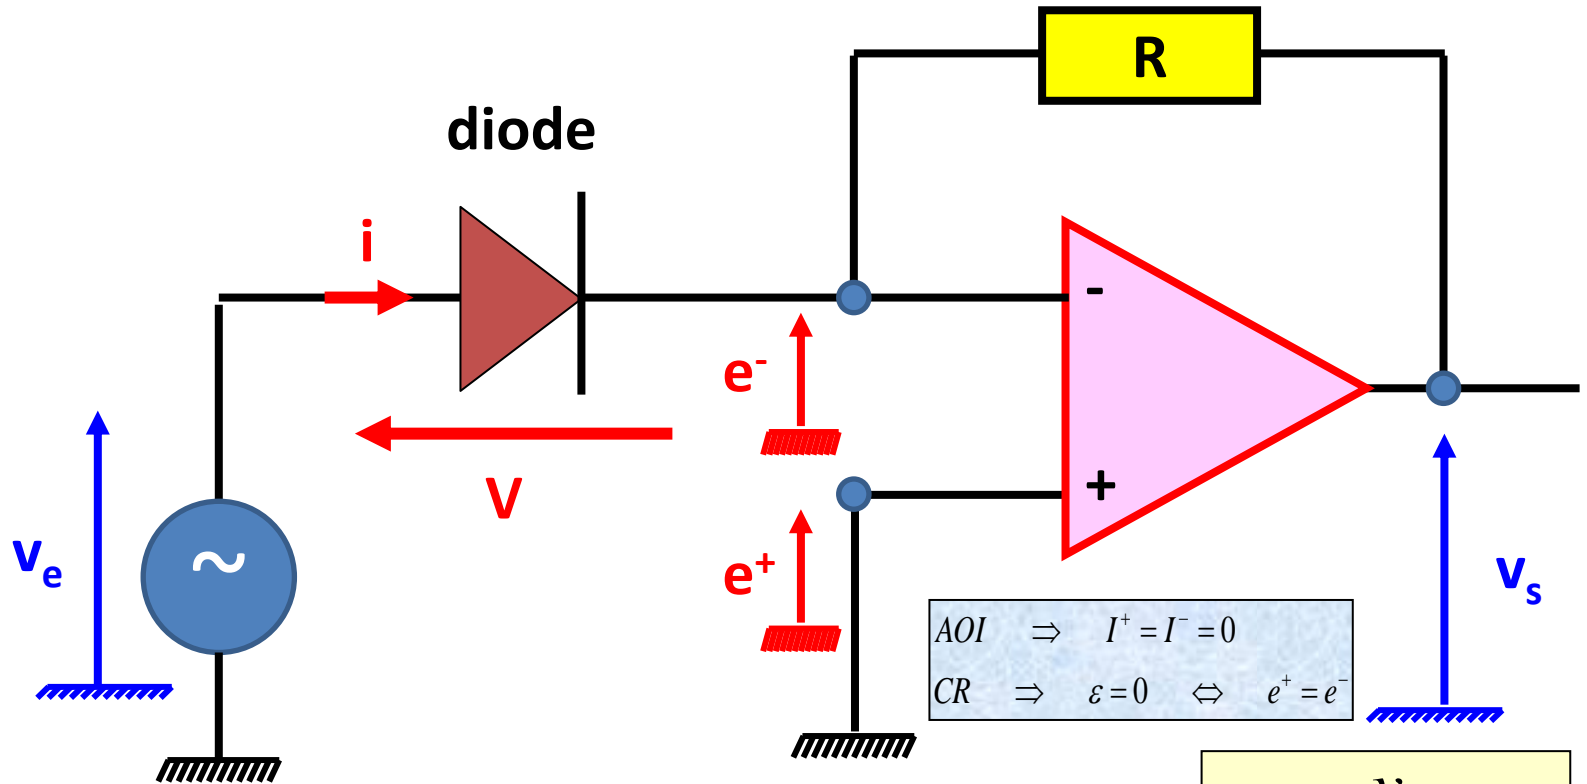 R
diode
i
-
e-
V
+
~
ve
e+
vs
AOI ⇒ I+ = I- = 0
CR ⇒ ε = 0 ⇔ e+ = e-